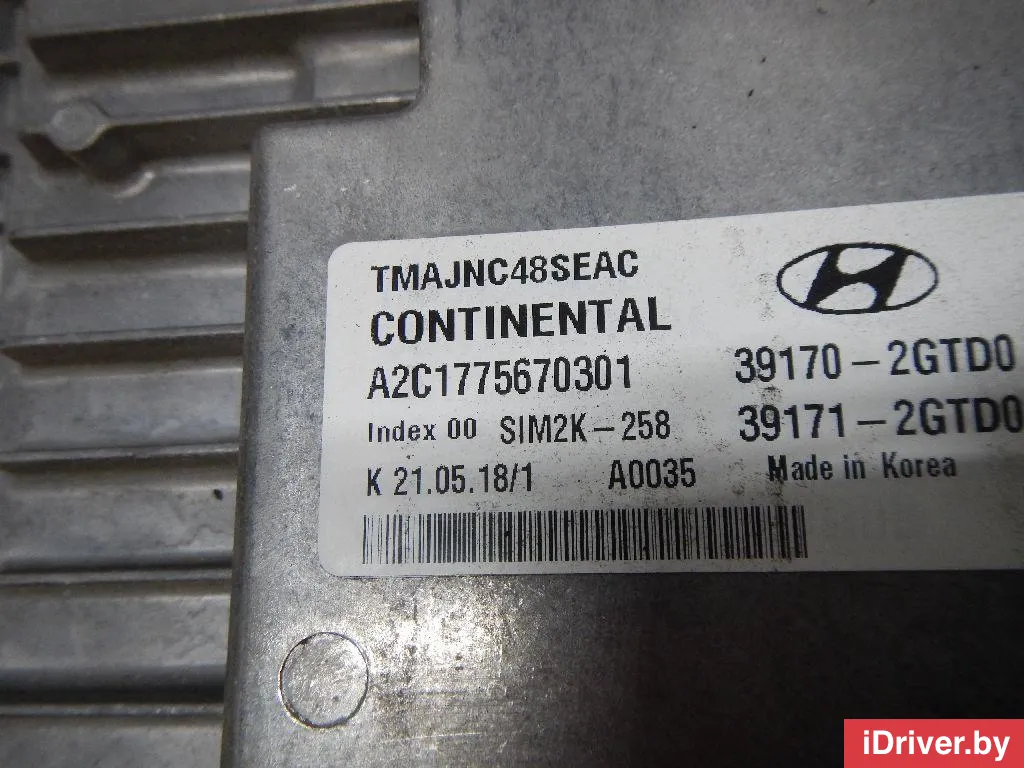 TMAJNC48SEAC
CONTINENTAL
A2C1775670301
39170-2GTD0
Index 00 SIM2K-258
39171-2GTD0
K 21.05.18/1 A0035 Made in Korea
iDriver.by